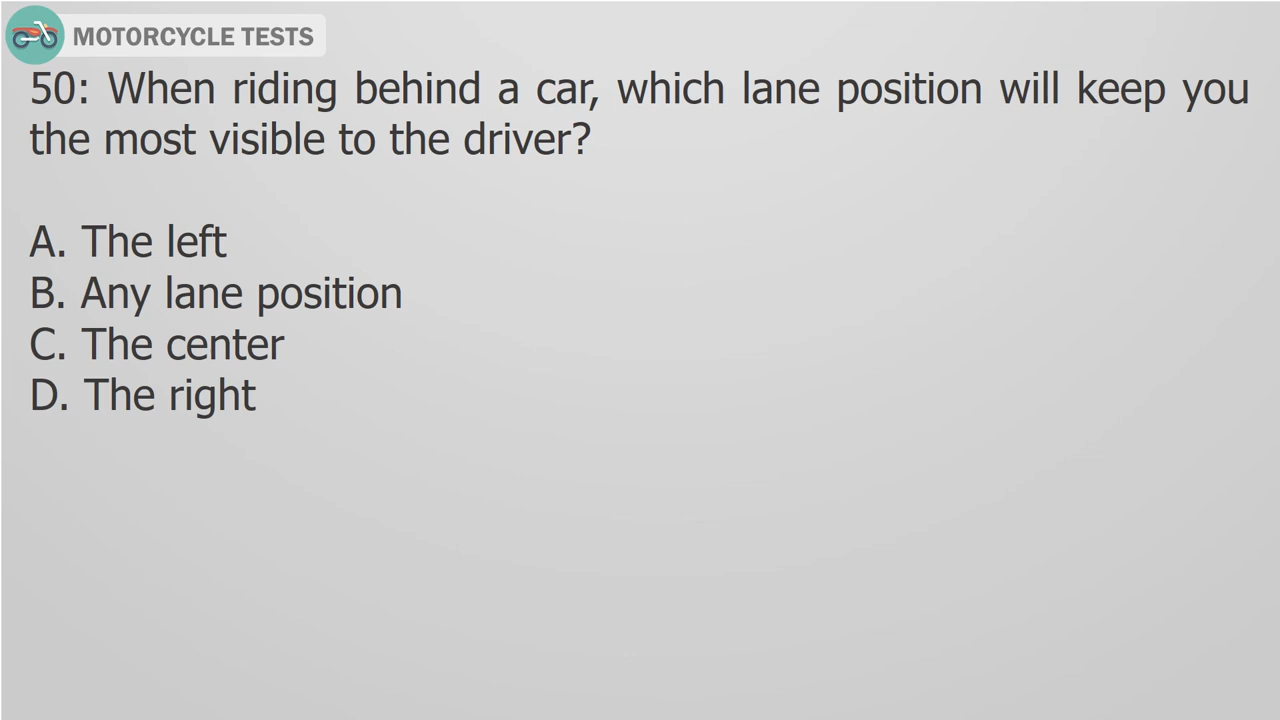 MOTORCYCLE TESTS
50: When riding behind a car, which lane position will keep you
the most visible to the driver?
A. The left
B. Any lane position
C. The center
D. The right